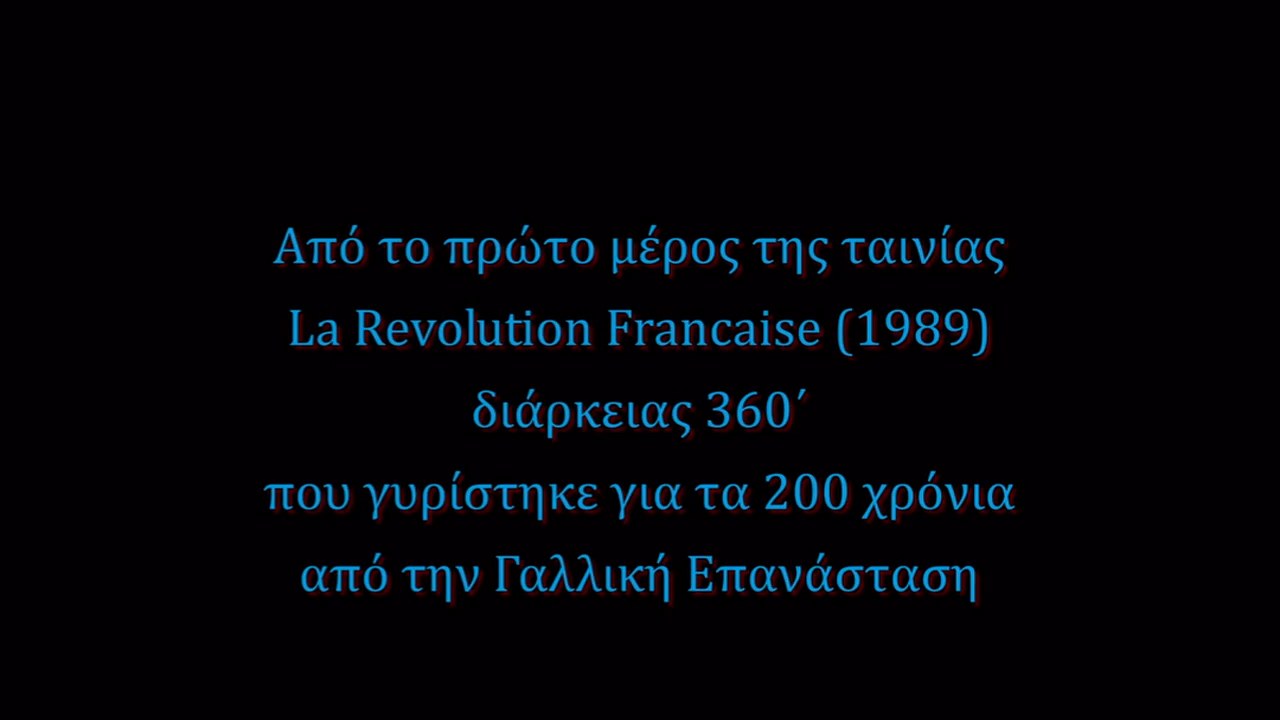 Από το πρώτο μέρος της ταινίας
La Revolution Francaise (1989)
διάρκειας 360΄
που γυρίστηκε για τα 200 χρόνια
από την Γαλλική Επανάσταση